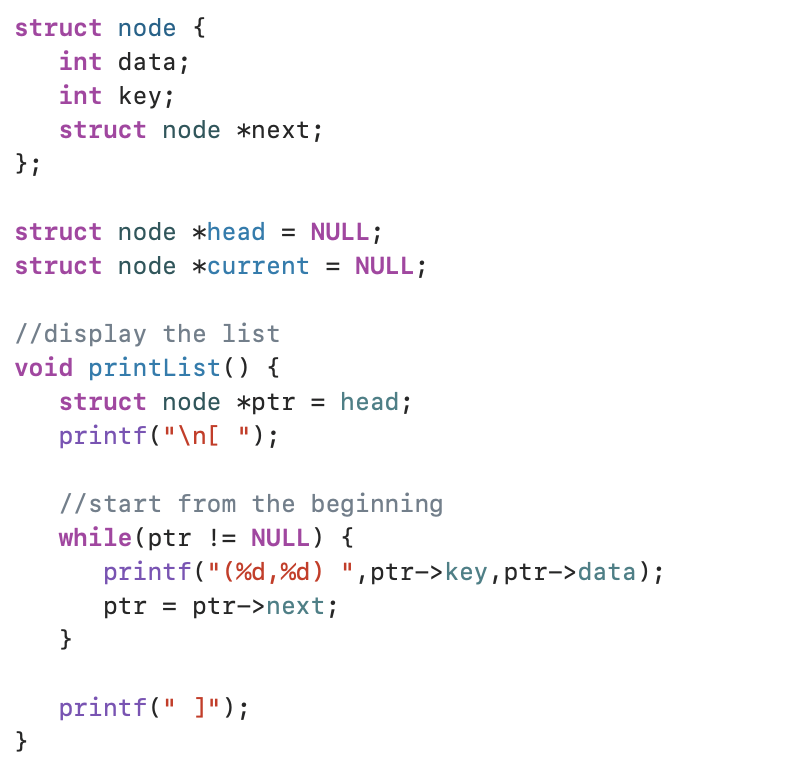 struct node {
   int data;
   int key;
   struct node *next;
};

struct node *head = NULL;
struct node *current = NULL;

//display the list
void printList() {
   struct node *ptr = head;
   printf("\n[ ");

   //start from the beginning
   while(ptr != NULL) {
      printf("(%d,%d) ",ptr->key,ptr->data);
      ptr = ptr->next;
   }

   printf(" ]");
}